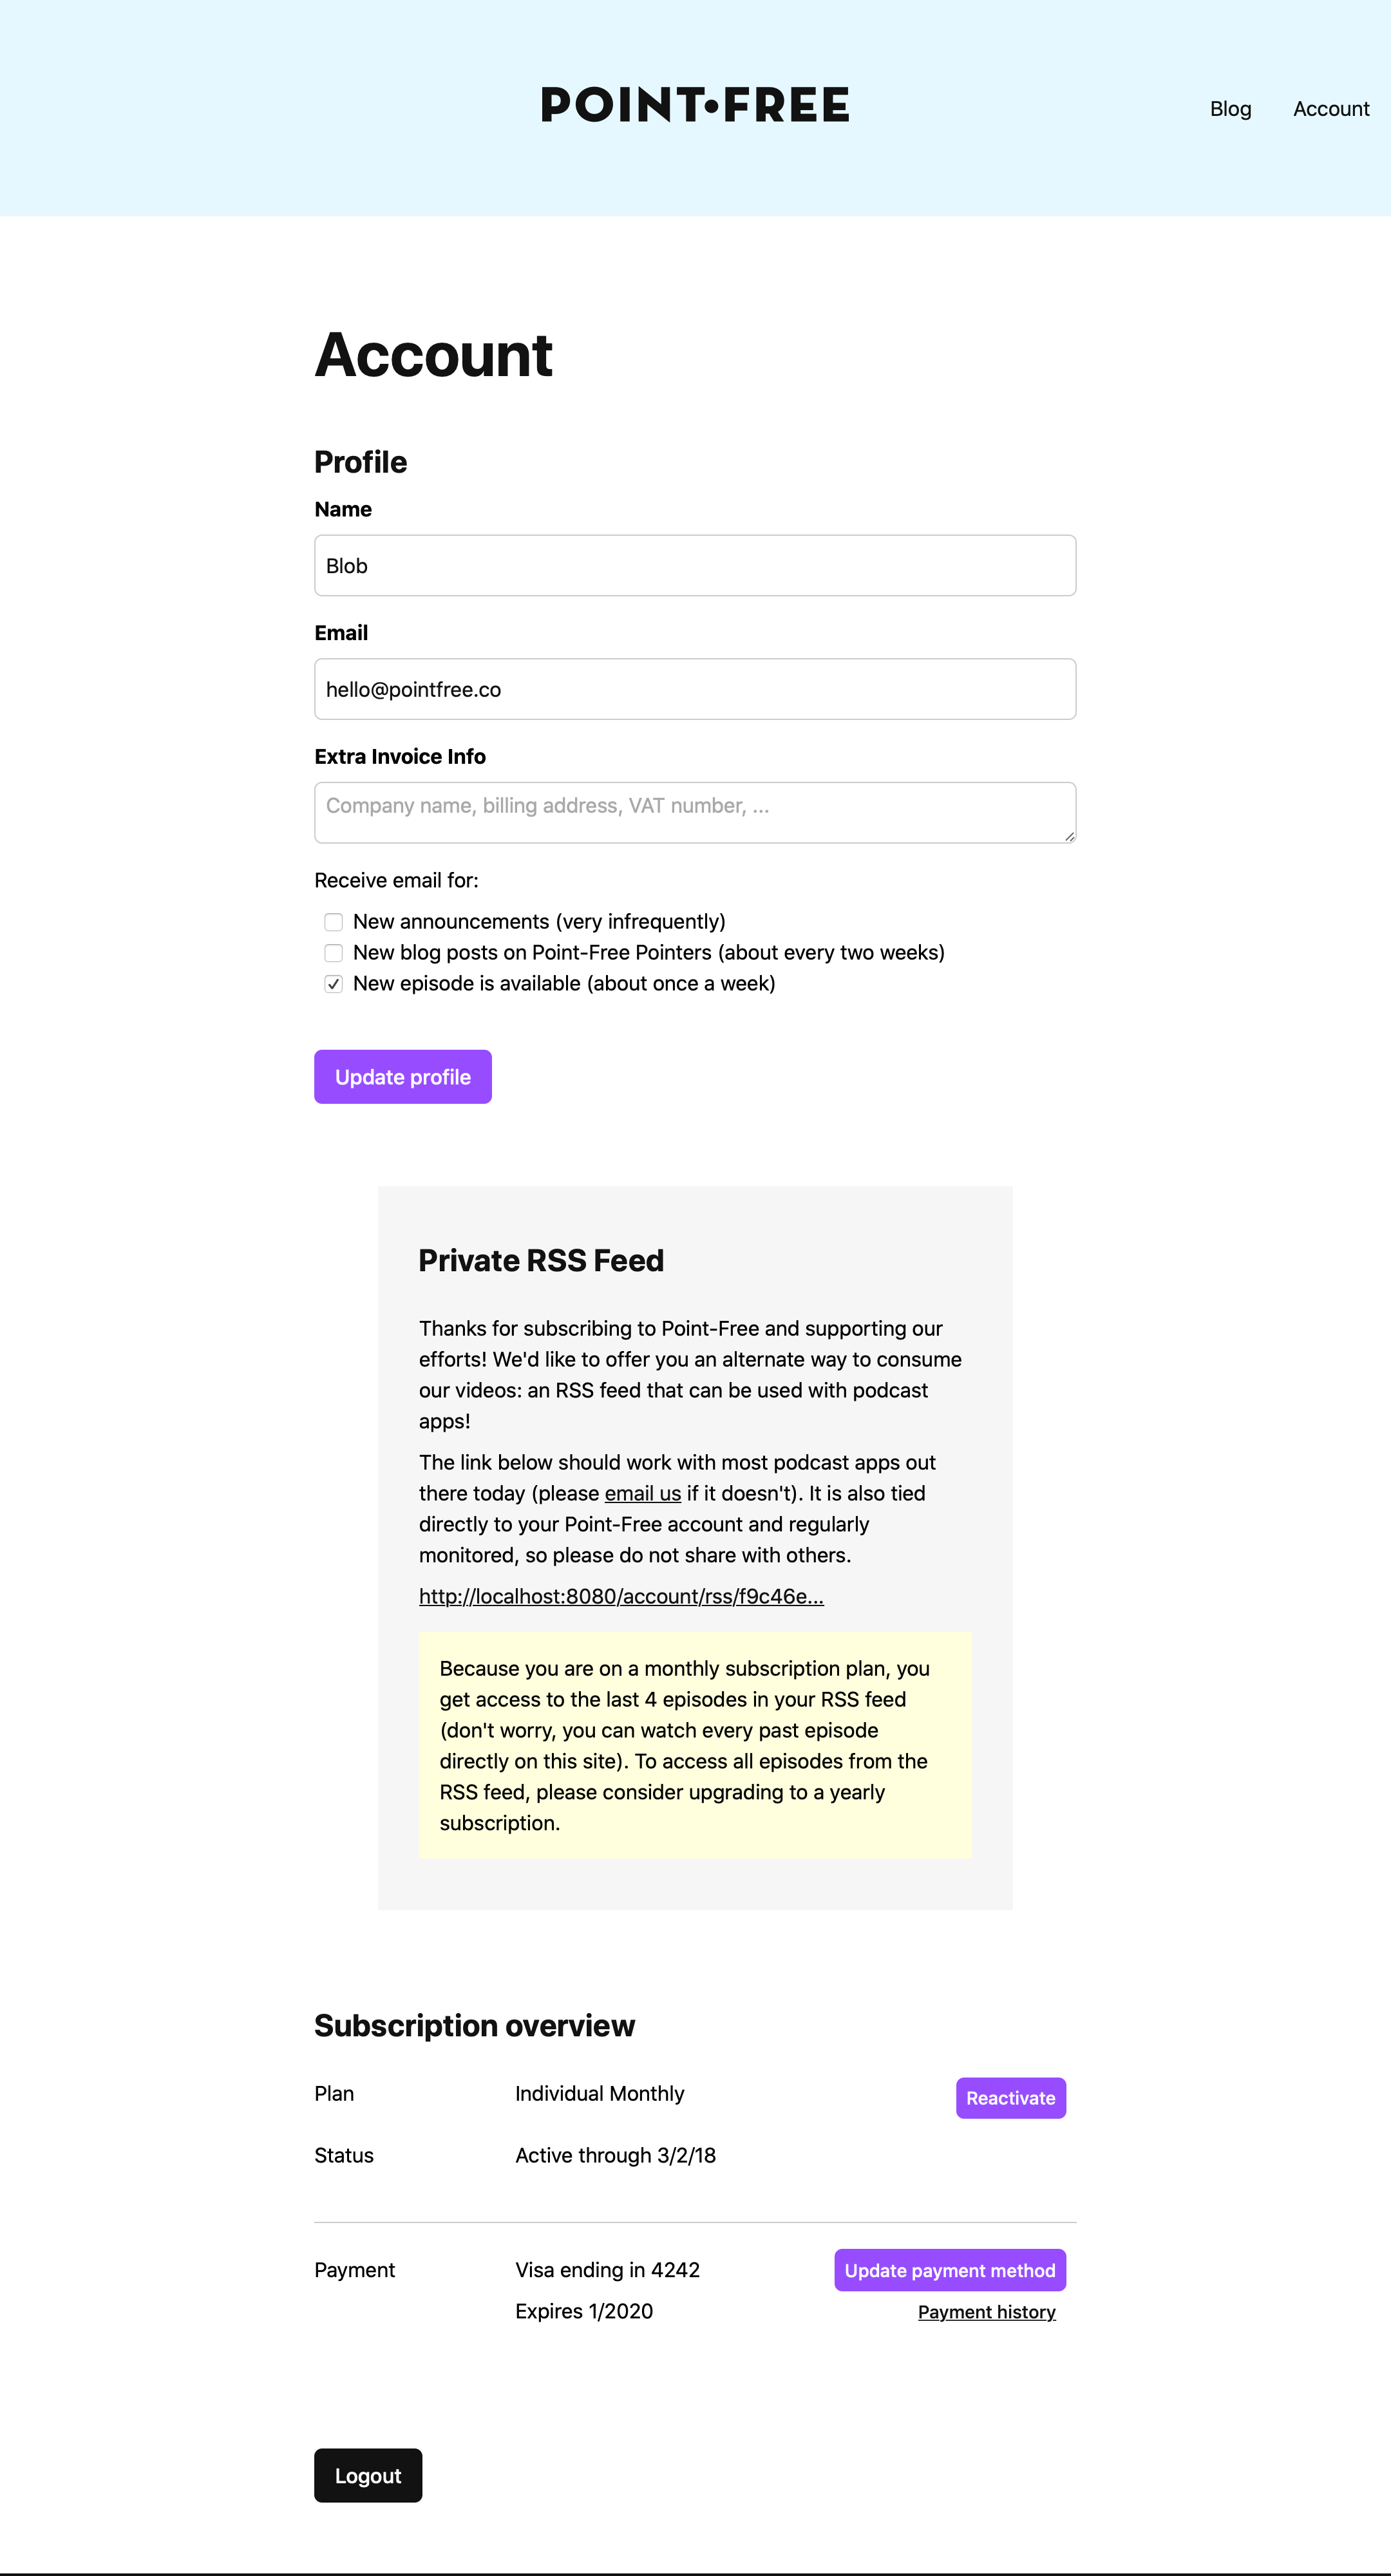 POINT•FREE
Blog
Account
Account
Profile
Name
Blob
Email
hello@pointfree.co
Extra Invoice Info
Company name, billing address, VAT number, ...
Receive email for:
New announcements (very infrequently)
New blog posts on Point-Free Pointers (about every two weeks)
New episode is available (about once a week)
Update profile
Private RSS Feed
Thanks for subscribing to Point-Free and supporting our
efforts! We'd like to offer you an alternate way to consume
our videos: an RSS feed that can be used with podcast
apps!
The link below should work with most podcast apps out
there today (please email us if it doesn't). It is also tied
directly to your Point-Free account and regularly
monitored, so please do not share with others.
http://localhost:8080/account/rss/f9c46e...
Because you are on a monthly subscription plan, you
get access to the last 4 episodes in your RSS feed
(don't worry, you can watch every past episode
directly on this site). To access all episodes from the
RSS feed, please consider upgrading to a yearly
subscription.
Subscription overview
Plan
Individual Monthly
Reactivate
Status
Active through 3/2/18
Payment
Visa ending in 4242
Update payment method
Expires 1/2020
Payment history
Logout